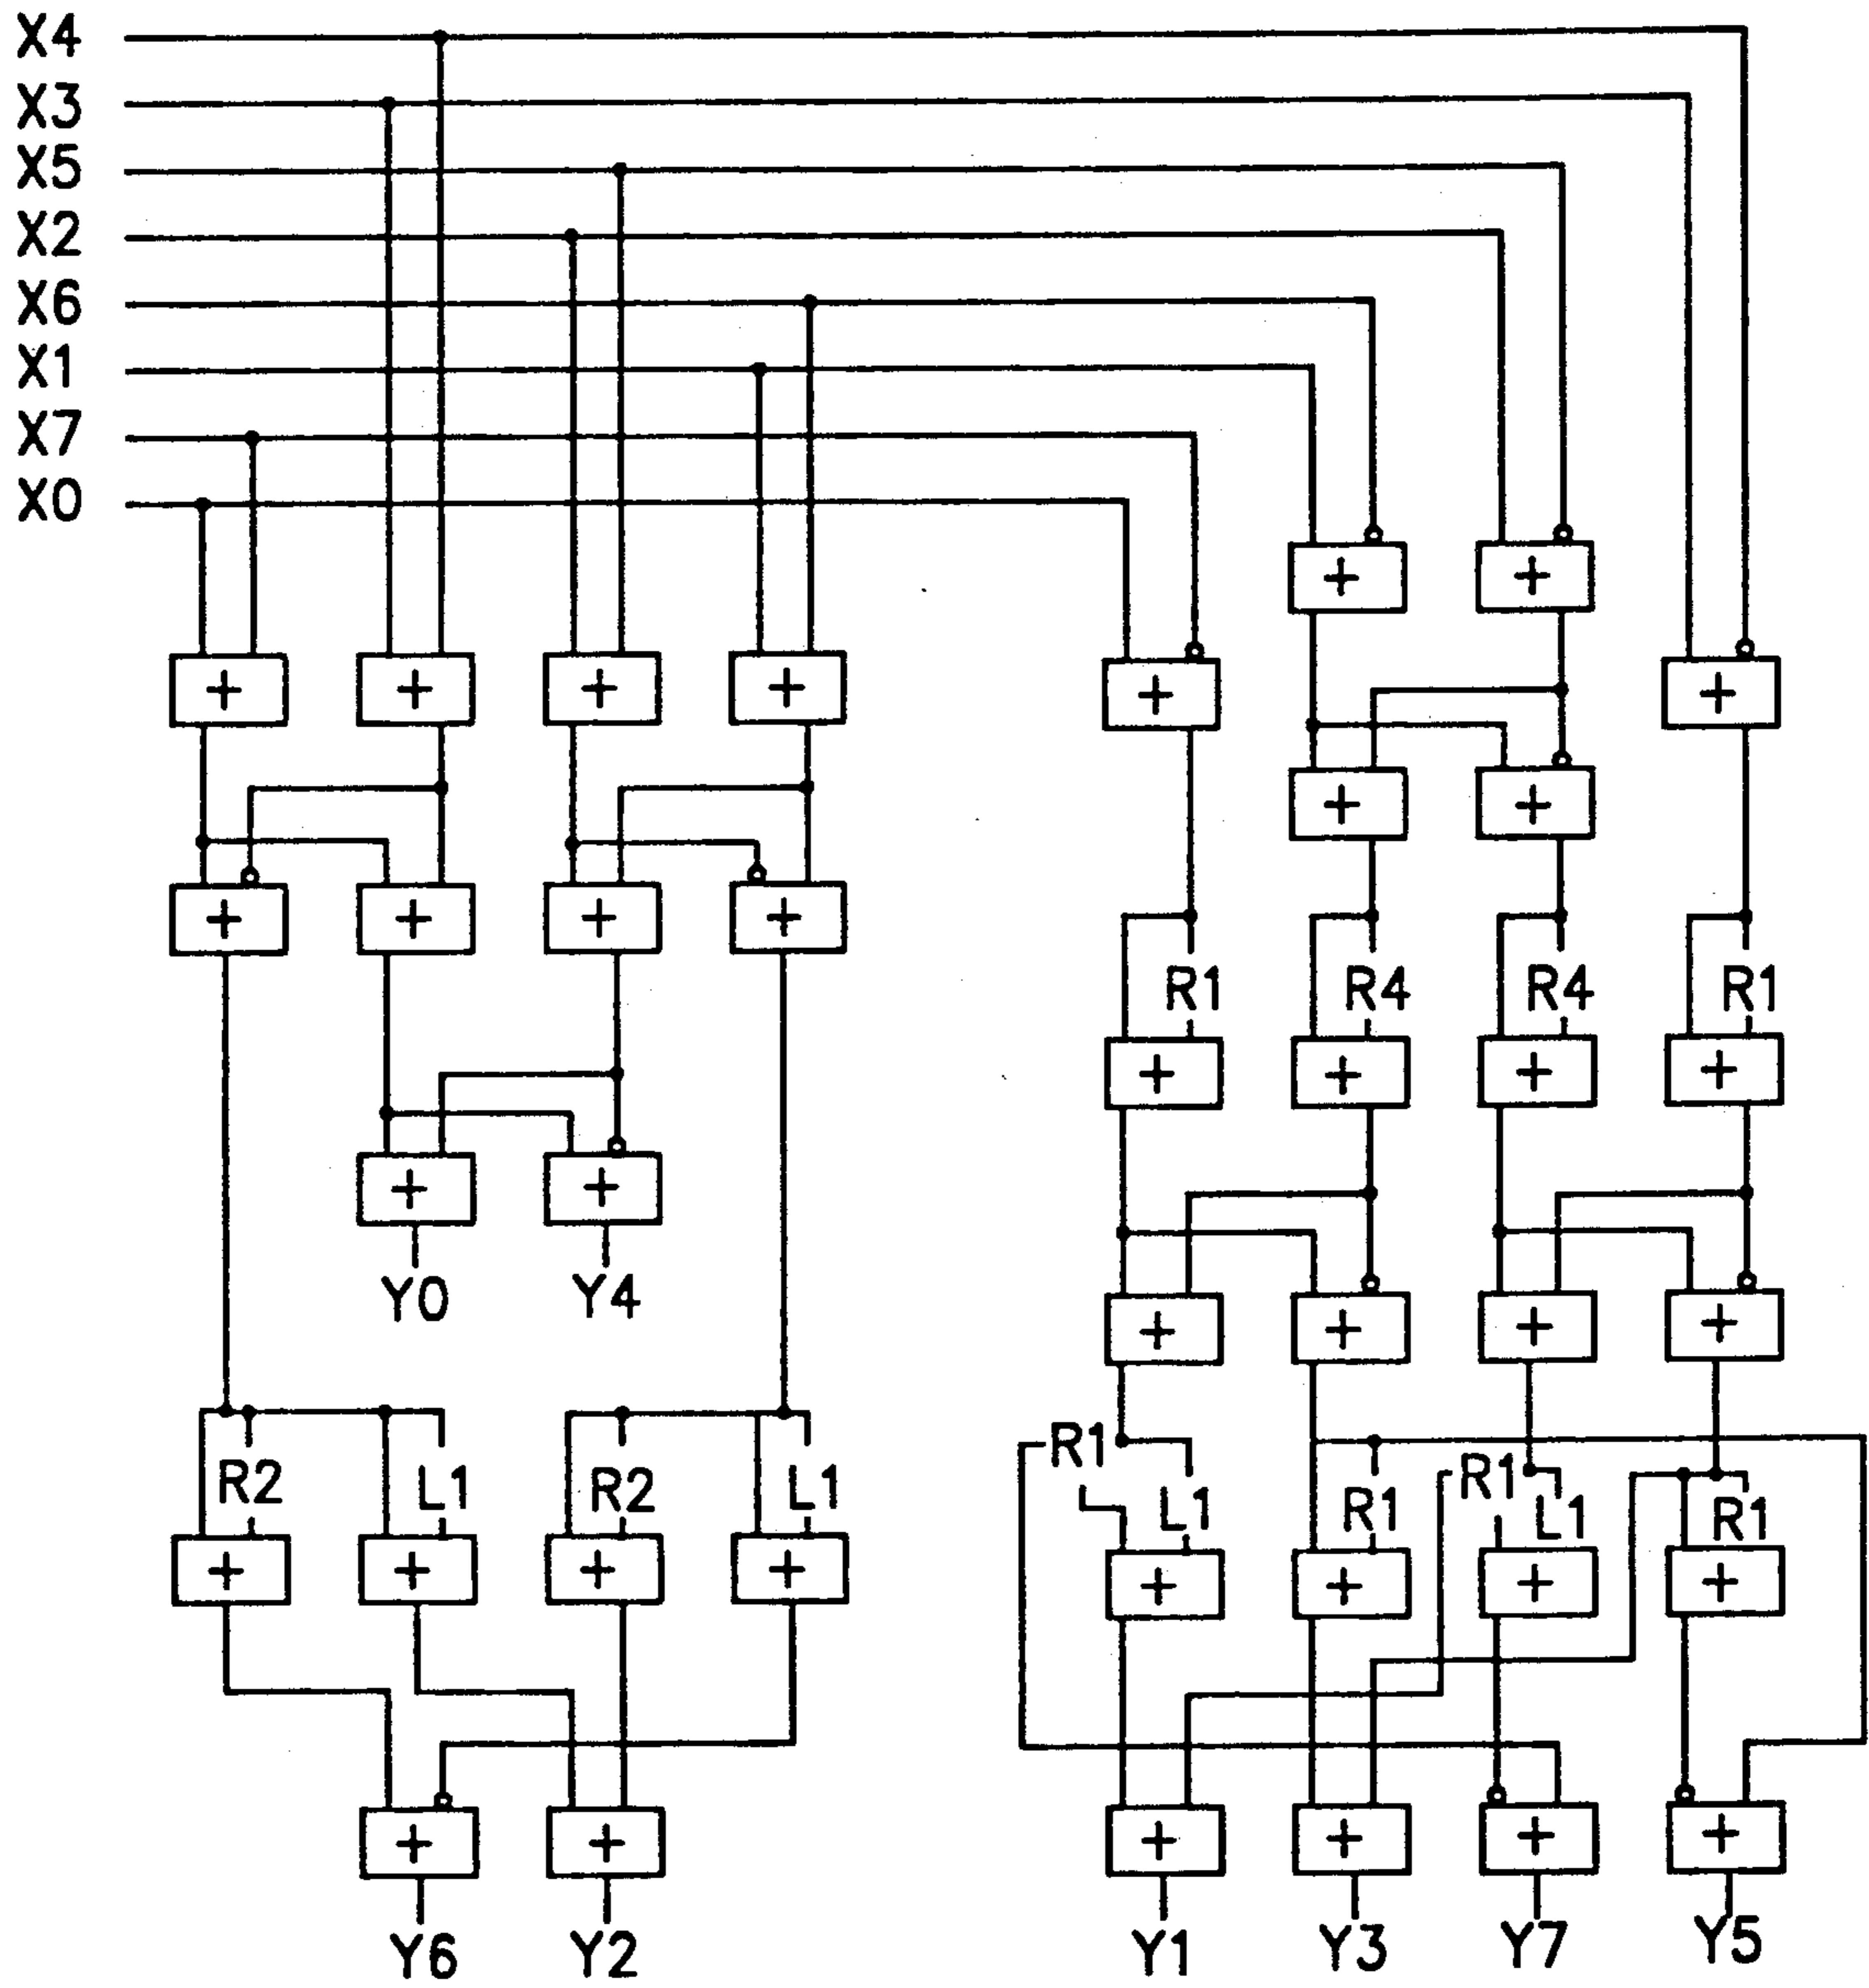 X4
X3
X5
X2
X6
X1
X7
X0
+ +
+ + + + + + +
+ +
+ + + +
R1 R4 R4 R1
+ + + +
+ +
Y0 Y4
+ + + +
R2 L1 R2 L1 R1 L1 R1 R1 L1 R1
+ + + + + + + +
+ + + + + +
Y6 Y2 Y1 Y3 Y7 Y5